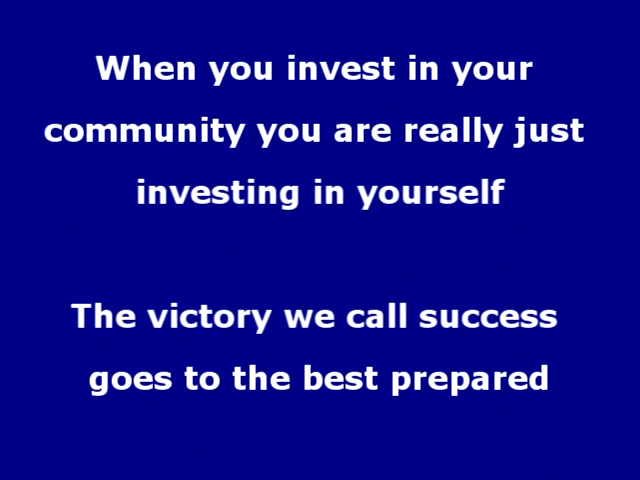 When you invest in your
community you are really just
investing in yourself
The victory we call success
goes to the best prepared